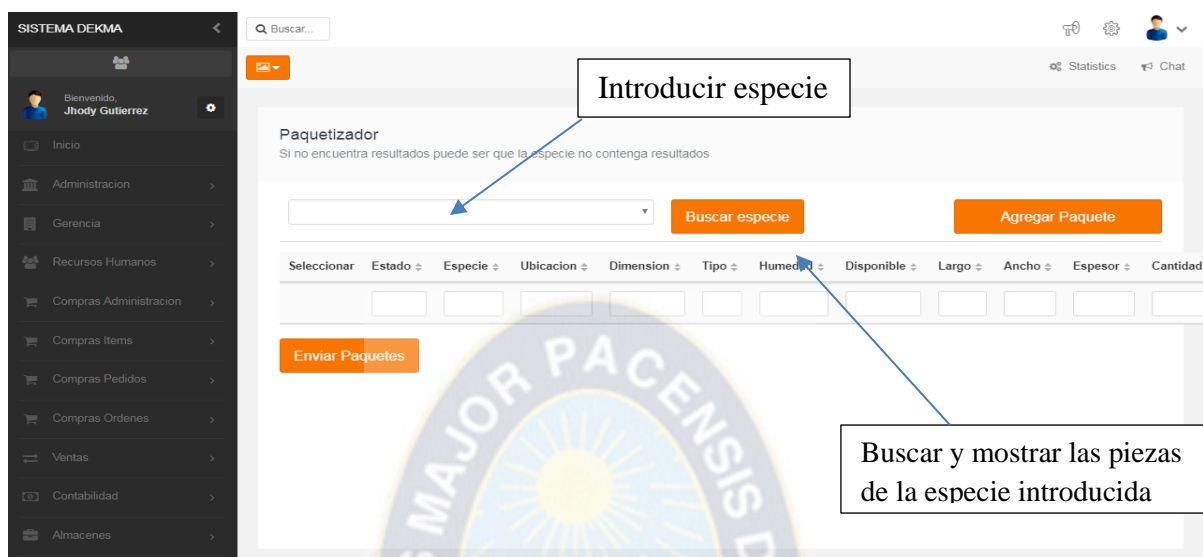 SISTEMA DEKMA
Buscar...
Statistics
Chat
Bienvenido,
Jhody Gutierrez
Introducir especie
Inicio
Administracion
Gerencia
Recursos Humanos
Compras Administracion
Compras Items
Compras Pedidos
Compras Ordenes
Ventas
Contabilidad
Almacenes
Paquetizador
Si no encuentra resultados puede ser que la especie no contenga resultados
Buscar especie
Agregar Paquete
Seleccionar Estado Especie Ubicacion Dimension Tipo Humedad Disponible Largo Ancho Espesor Cantidad
Enviar Paquetes
Buscar y mostrar las piezas
de la especie introducida
MAJOR PACENSIS